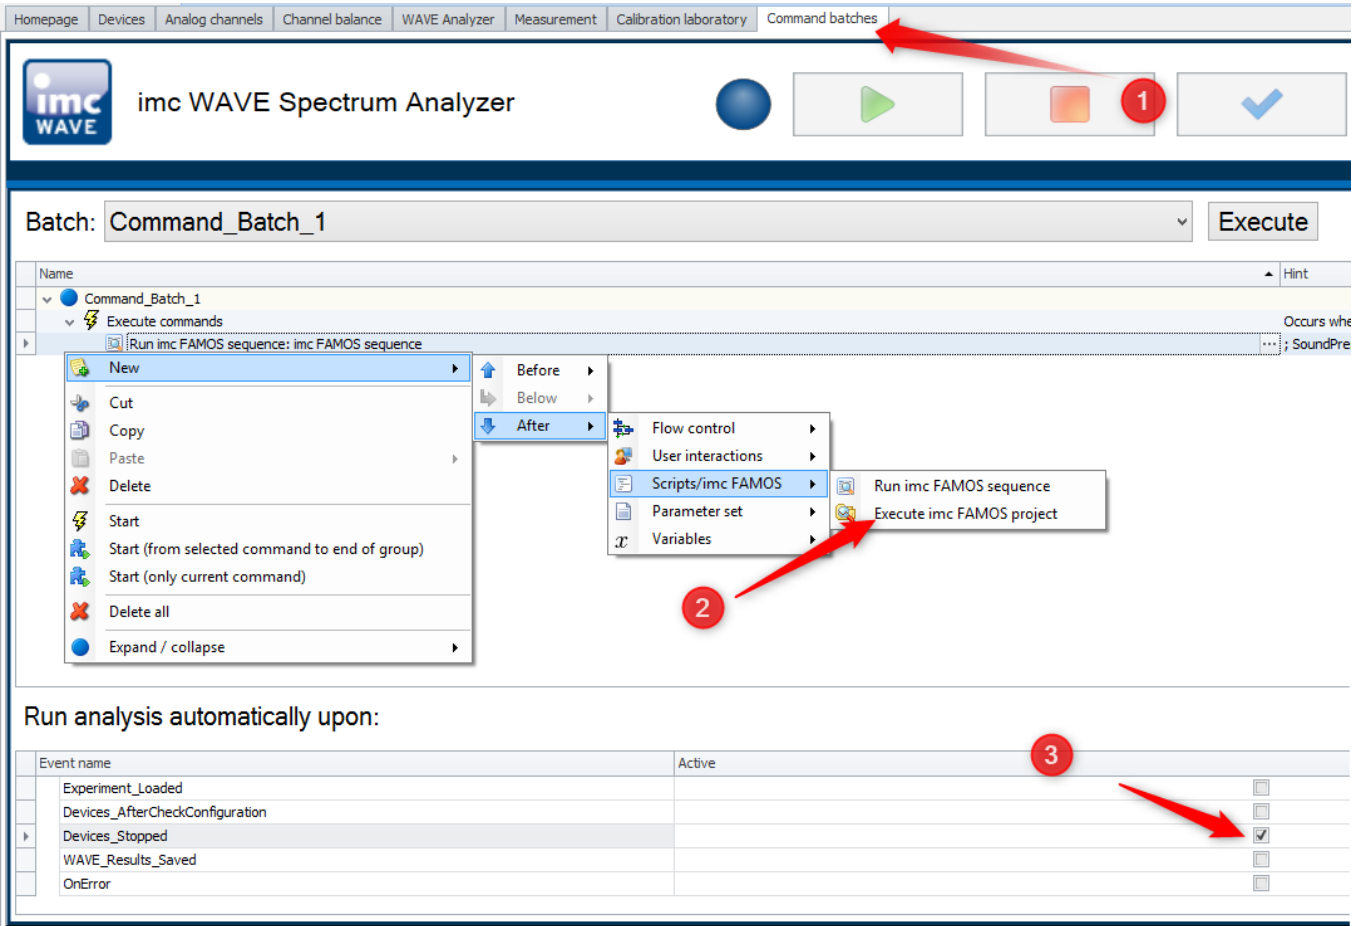 Homepage Devices Analog channels Channel balance WAVE Analyzer Measurement Calibration laboratory Command batches
1
imc
WAVE
imc WAVE Spectrum Analyzer
Batch: Command_Batch_1 Execute
Name Hint
Command_Batch_1
Execute commands Occurs whe
Run imc FAMOS sequence: imc FAMOS sequence ... ; SoundPre
New
Cut
Copy
Paste
Delete
Start
Start (from selected command to end of group)
Start (only current command)
Delete all
Expand / collapse
Before
Below
After
Flow control
User interactions
Scripts/imc FAMOS
Parameter set
x Variables
Run imc FAMOS sequence
Execute imc FAMOS project
2
Run analysis automatically upon:
3
Event name Active
Experiment_Loaded
Devices_AfterCheckConfiguration
Devices_Stopped
WAVE_Results_Saved
OnError